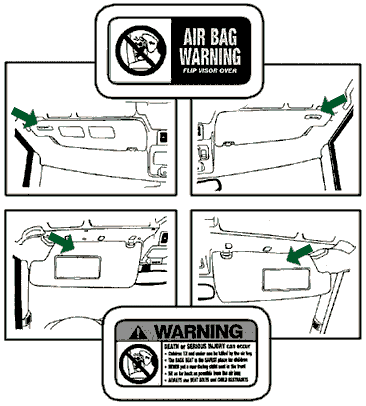 AIR BAG
WARNING
FLIP VISOR OVER
WARNING
DEATH or SERIOUS INJURY can occur
• Children 12 and under can be killed by the air bag
• The BACK SEAT is the SAFEST place for children
• NEVER put a rear-facing child seat in the front
• Sit as far back as possible from the air bag
• ALWAYS use SEAT BELTS and CHILD RESTRAINTS